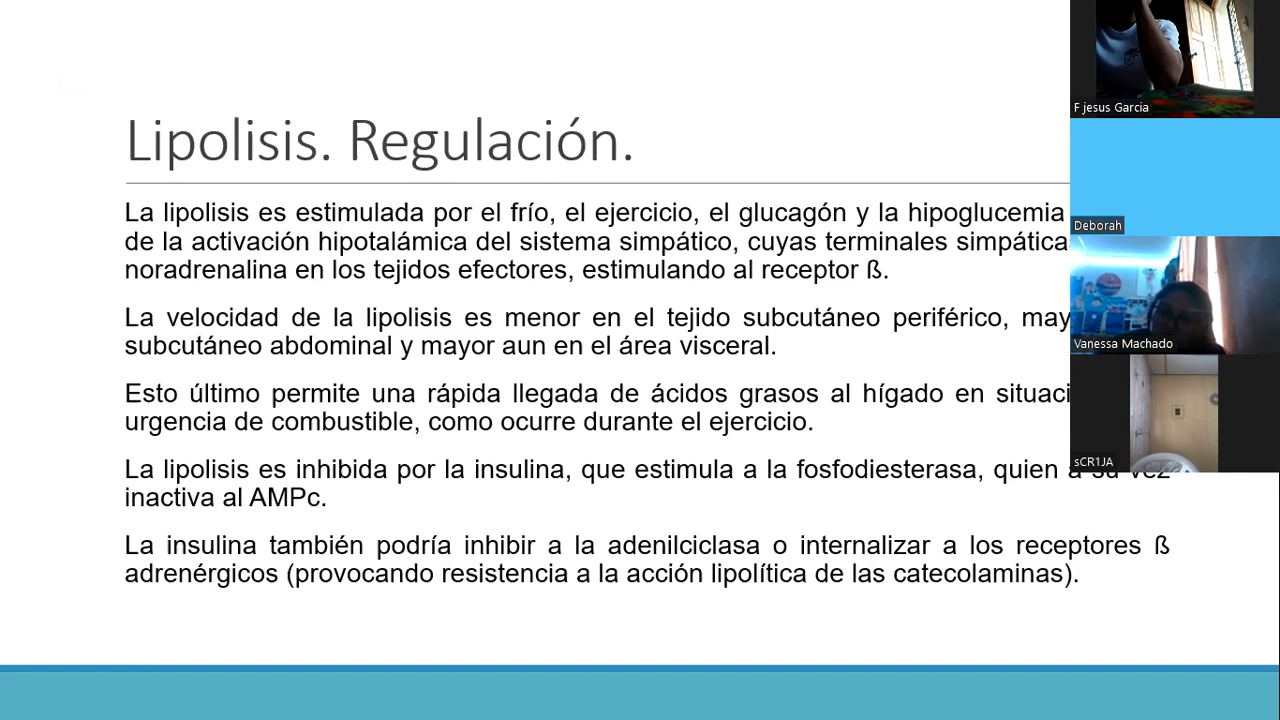 Lipolisis. Regulación.
La lipolisis es estimulada por el frío, el ejercicio, el glucagón y la hipoglucemia
de la activación hipotalámica del sistema simpático, cuyas terminales
noradrenalina en los tejidos efectores, estimulando al receptor ß.
La velocidad de la lipolisis es menor en el tejido subcutáneo periférico,
subcutáneo abdominal y mayor aun en el área visceral.
Esto último permite una rápida llegada de ácidos grasos al hígado en
urgencia de combustible, como ocurre durante el ejercicio.
La lipolisis es inhibida por la insulina, que estimula a la fosfodiesterasa, quien a su vez
inactiva al AMPc.
La insulina también podría inhibir a la adenilciclasa o internalizar a los receptores ß
adrenérgicos (provocando resistencia a la acción lipolítica de las catecolaminas).
F jesus Garcia
Deborah
Vanessa Machado
sCR1JA